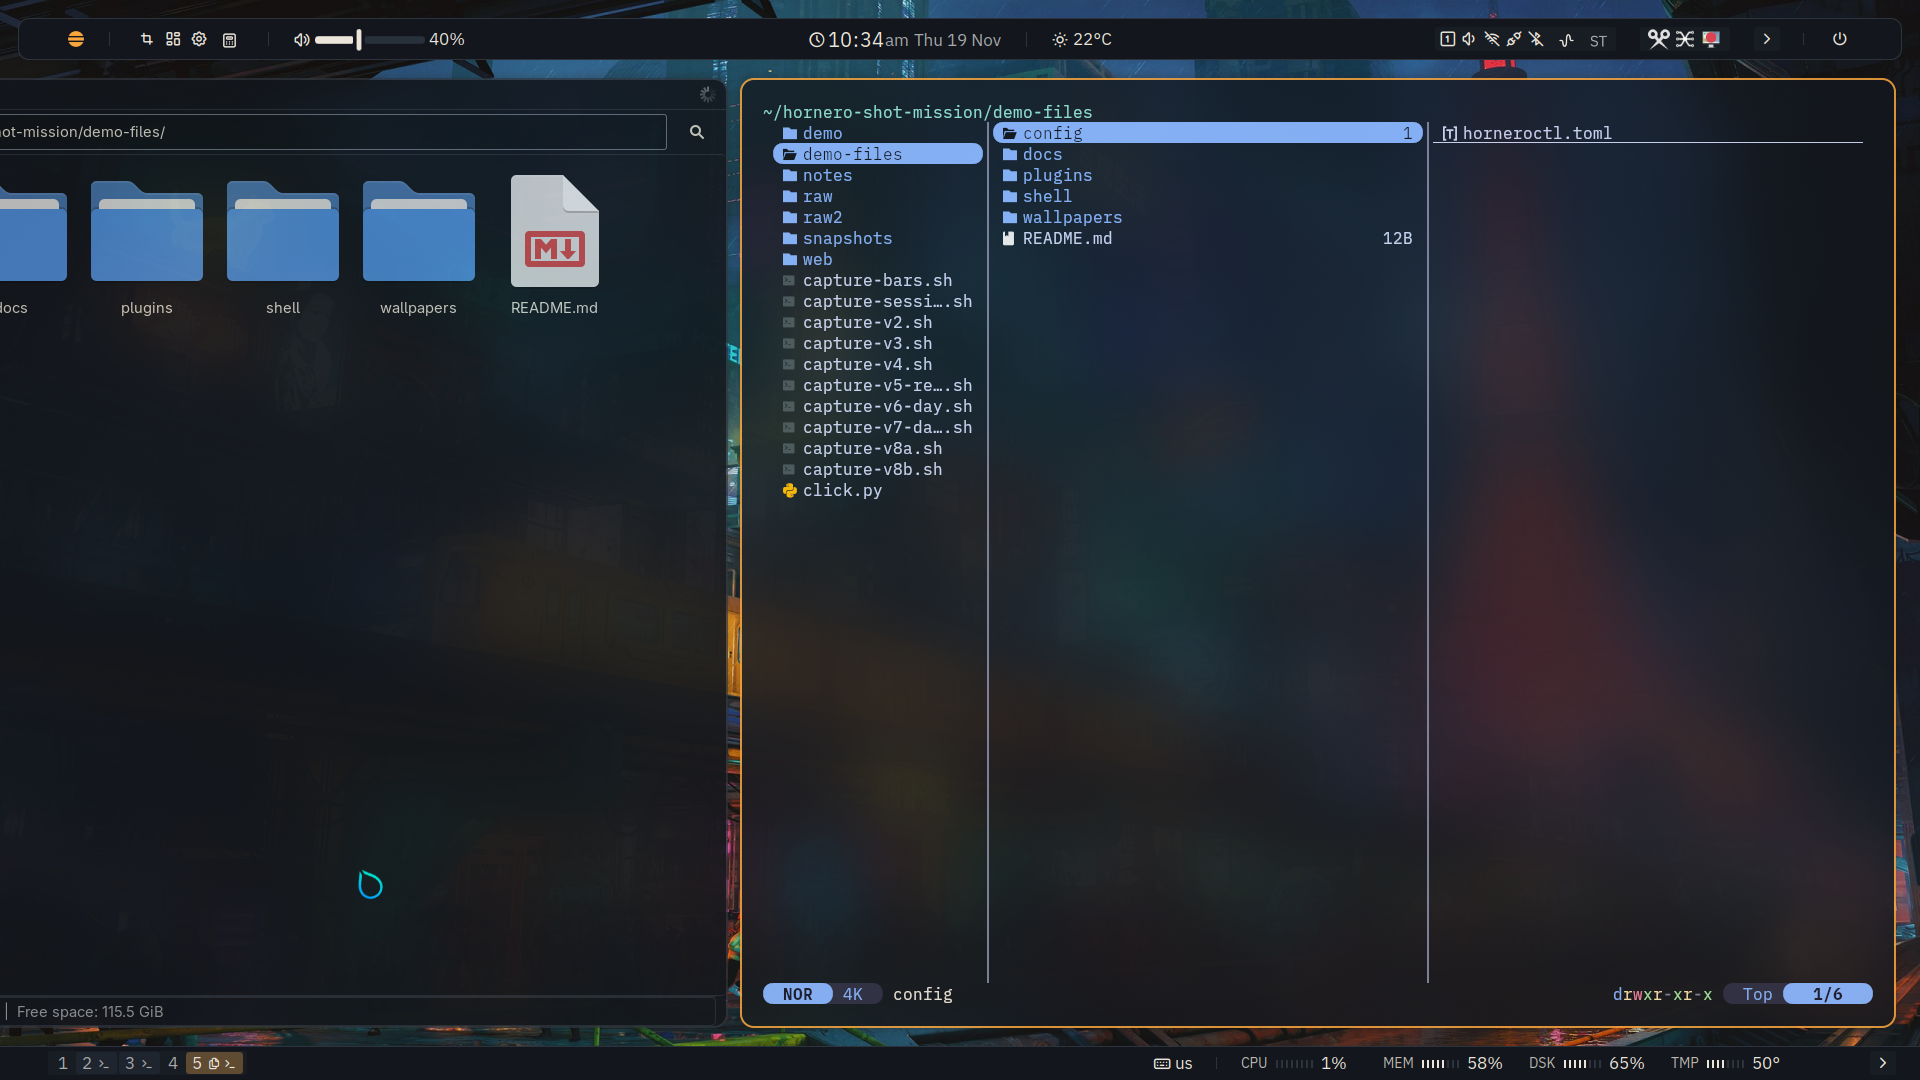 40%
10:34am Thu 19 Nov
22°C
1
ST
ot-mission/demo-files/
docs
plugins
shell
wallpapers
README.md
Free space: 115.5 GiB
~/hornero-shot-mission/demo-files
demo
demo-files
notes
raw
raw2
snapshots
web
capture-bars.sh
capture-sessi….sh
capture-v2.sh
capture-v3.sh
capture-v4.sh
capture-v5-re….sh
capture-v6-day.sh
capture-v7-da….sh
capture-v8a.sh
capture-v8b.sh
click.py
config 1
docs
plugins
shell
wallpapers
README.md 12B
[T] horneroctl.toml
NOR 4K config
drwxr-xr-x Top 1/6
1 2 3 4 5
us
CPU 1%
MEM 58%
DSK 65%
TMP 50°